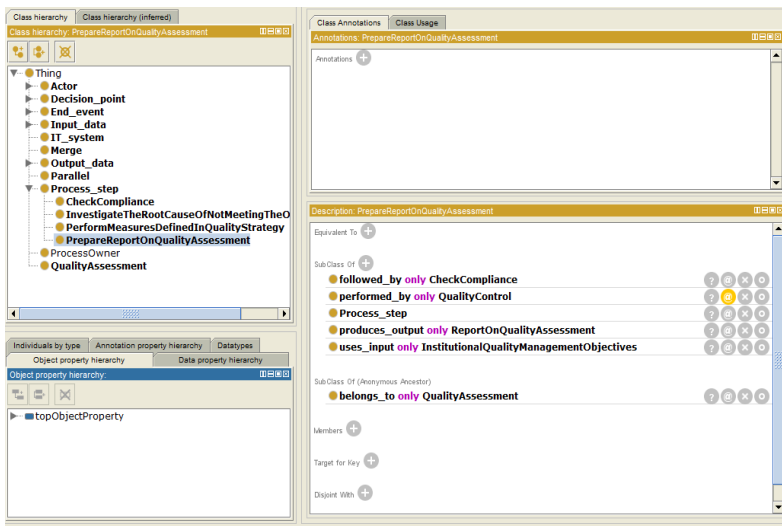 Class hierarchy Class hierarchy (inferred)
Class hierarchy: PrepareReportOnQualityAssessment
Thing
Actor
Decision_point
End_event
Input_data
IT_system
Merge
Output_data
Parallel
Process_step
CheckCompliance
InvestigateTheRootCauseOfNotMeetingTheO
PerformMeasuresDefinedInQualityStrategy
PrepareReportOnQualityAssessment
ProcessOwner
QualityAssessment
Individuals by type Annotation property hierarchy Datatypes
Object property hierarchy Data property hierarchy
Object property hierarchy:
topObjectProperty
Class Annotations Class Usage
Annotations: PrepareReportOnQualityAssessment
Annotations
Description: PrepareReportOnQualityAssessment
Equivalent To
SubClass Of
followed_by only CheckCompliance
performed_by only QualityControl
Process_step
produces_output only ReportOnQualityAssessment
uses_input only InstitutionalQualityManagementObjectives
SubClass Of (Anonymous Ancestor)
belongs_to only QualityAssessment
Members
Target for Key
Disjoint With